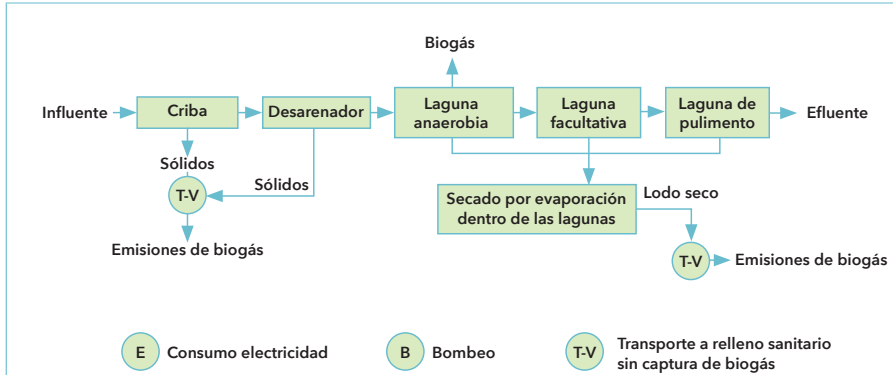 Biogás
Influente
Criba
Desarenador
Laguna
anaerobia
Laguna
facultativa
Laguna de
pulimento
Efluente
Sólidos
Sólidos
T-V
Emisiones de biogás
Secado por evaporación
dentro de las lagunas
Lodo seco
T-V
Emisiones de biogás
E
Consumo electricidad
B
Bombeo
T-V
Transporte a relleno sanitario
sin captura de biogás